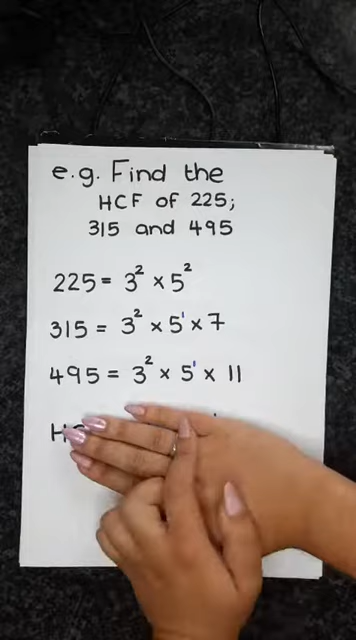 e.g. Find the
HCF of 225;
315 and 495
225 = 3² × 5²
315 = 3² × 5¹ × 7
495 = 3² × 5¹ × 11